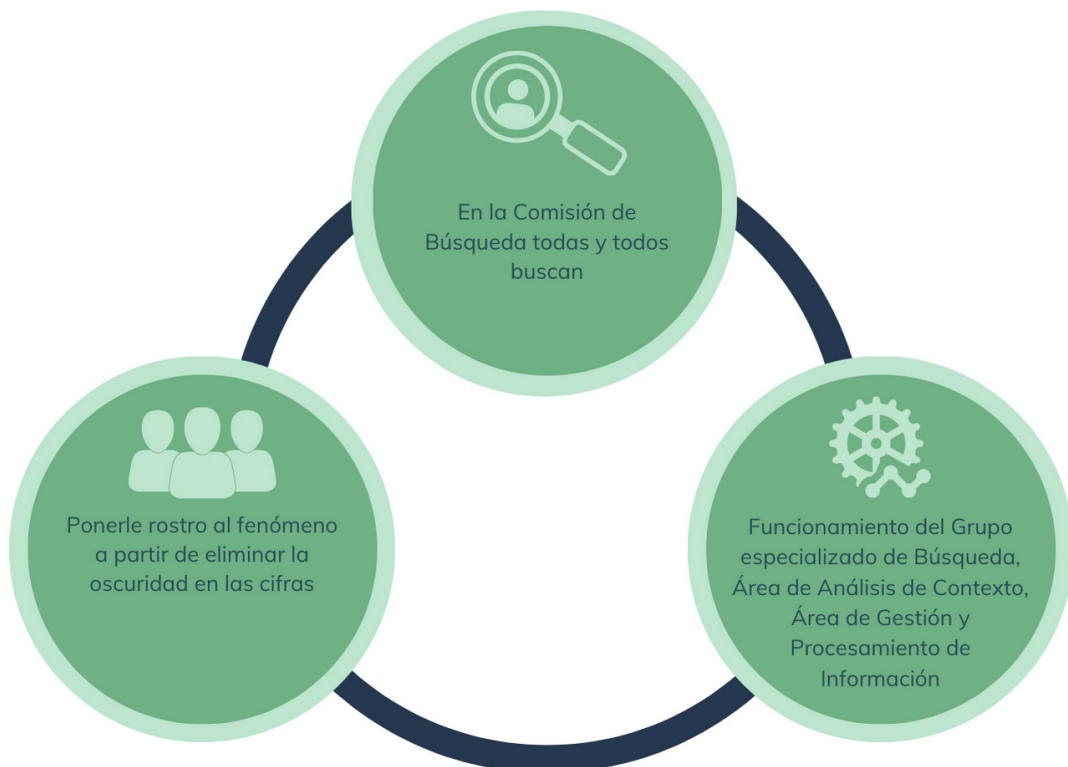 En la Comisión de
Búsqueda todas y todos
buscan
Ponerle rostro al fenómeno
a partir de eliminar la
oscuridad en las cifras
Funcionamiento del Grupo
especializado de Búsqueda,
Área de Análisis de Contexto,
Área de Gestión y
Procesamiento de
Información